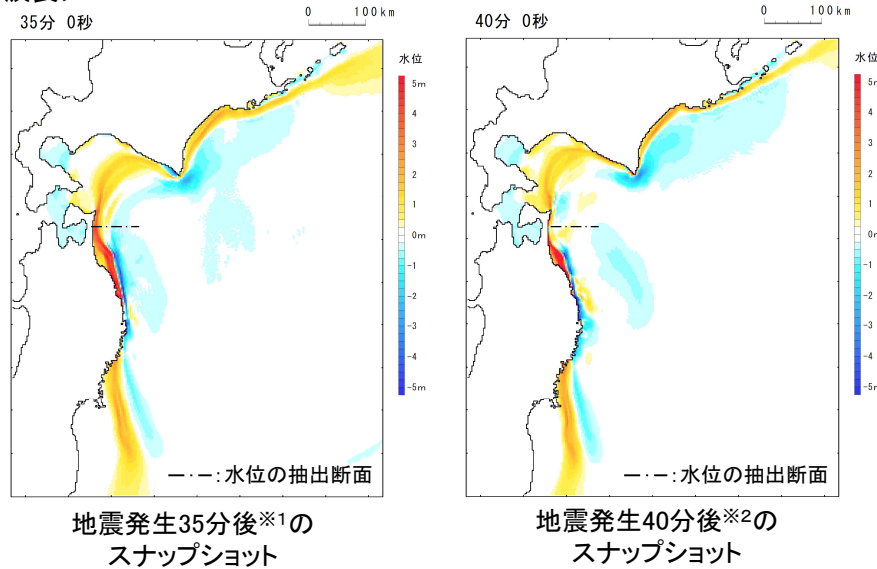 35分 0秒
0 100km
水位
5m
4
3
2
1
0m
-1
-2
-3
-4
-5m
—・—:水位の抽出断面
地震発生35分後※1の
スナップショット
40分 0秒
0 100km
水位
5m
4
3
2
1
0m
-1
-2
-3
-4
-5m
—・—:水位の抽出断面
地震発生40分後※2の
スナップショット